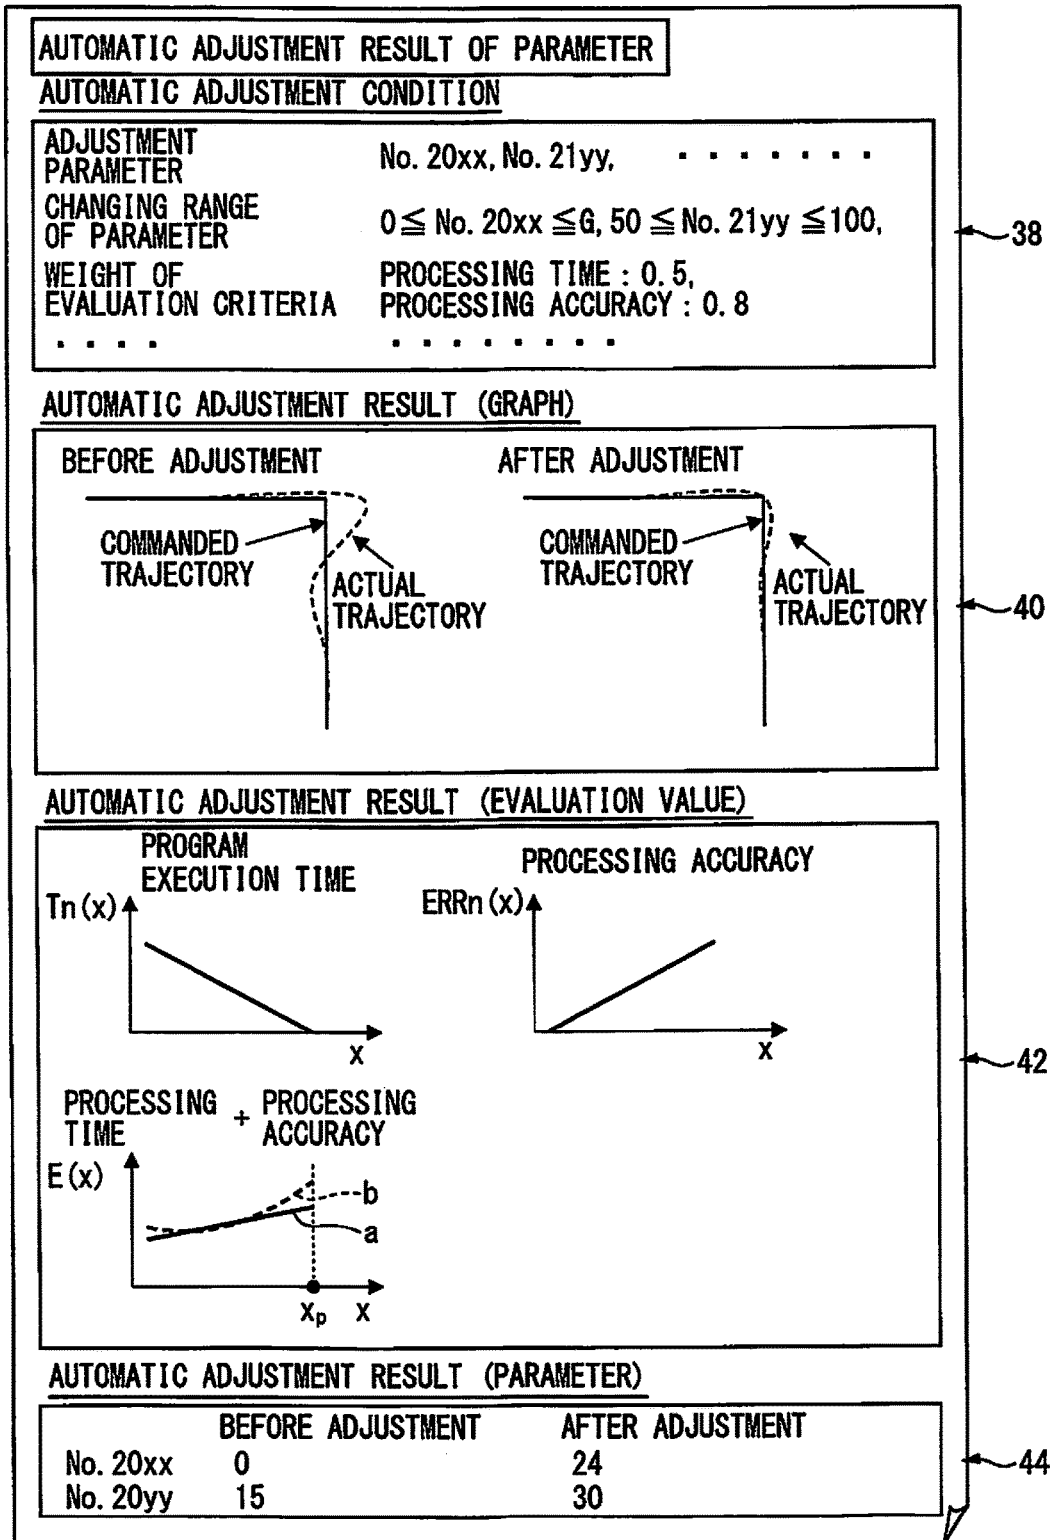 AUTOMATIC ADJUSTMENT RESULT OF PARAMETER
AUTOMATIC ADJUSTMENT CONDITION
ADJUSTMENT
PARAMETER
No. 20xx, No. 21yy, · · · · · · ·
CHANGING RANGE
OF PARAMETER
0 ≦ No. 20xx ≦ G, 50 ≦ No. 21yy ≦ 100,
WEIGHT OF
EVALUATION CRITERIA
PROCESSING TIME : 0.5,
PROCESSING ACCURACY : 0.8
· · · · · · · · · · · ·
38
AUTOMATIC ADJUSTMENT RESULT (GRAPH)
BEFORE ADJUSTMENT
COMMANDED
TRAJECTORY
ACTUAL
TRAJECTORY
AFTER ADJUSTMENT
COMMANDED
TRAJECTORY
ACTUAL
TRAJECTORY
40
AUTOMATIC ADJUSTMENT RESULT (EVALUATION VALUE)
PROGRAM
EXECUTION TIME
Tn(x)
x
PROCESSING ACCURACY
ERRn(x)
x
42
PROCESSING
TIME
+
PROCESSING
ACCURACY
E(x)
b
a
xp x
AUTOMATIC ADJUSTMENT RESULT (PARAMETER)
BEFORE ADJUSTMENT AFTER ADJUSTMENT
No. 20xx 0 24
No. 20yy 15 30
44